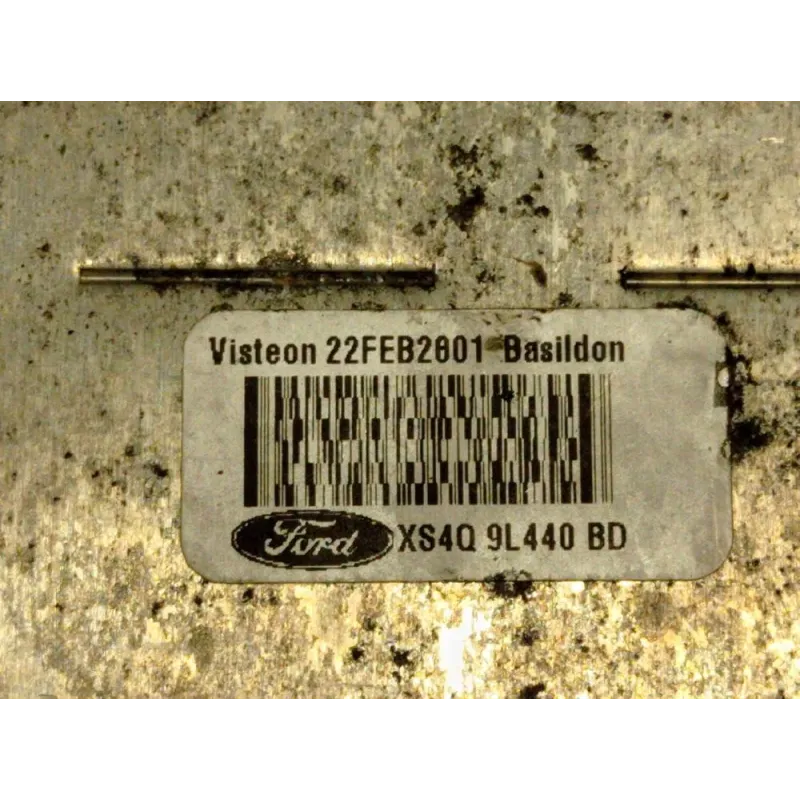 Visteon 22FEB2001 Basildon
Ford XS4Q 9L440 BD